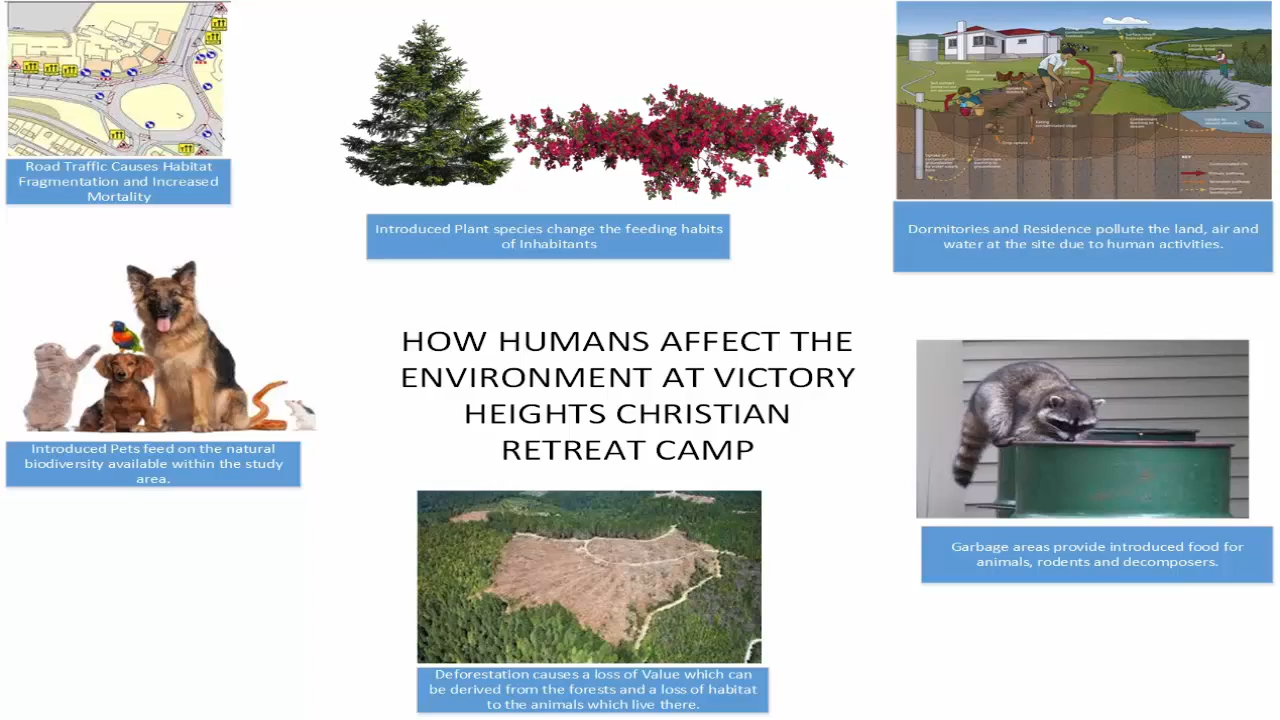 Road Traffic Causes Habitat
Fragmentation and Increased
Mortality
Introduced Plant species change the feeding habits
of Inhabitants
Dormitories and Residence pollute the land, air and
water at the site due to human activities.
Introduced Pets feed on the natural
biodiversity available within the study
area.
HOW HUMANS AFFECT THE
ENVIRONMENT AT VICTORY
HEIGHTS CHRISTIAN
RETREAT CAMP
Garbage areas provide introduced food for
animals, rodents and decomposers.
Deforestation causes a loss of Value which can
be derived from the forests and a loss of habitat
to the animals which live there.
KEY